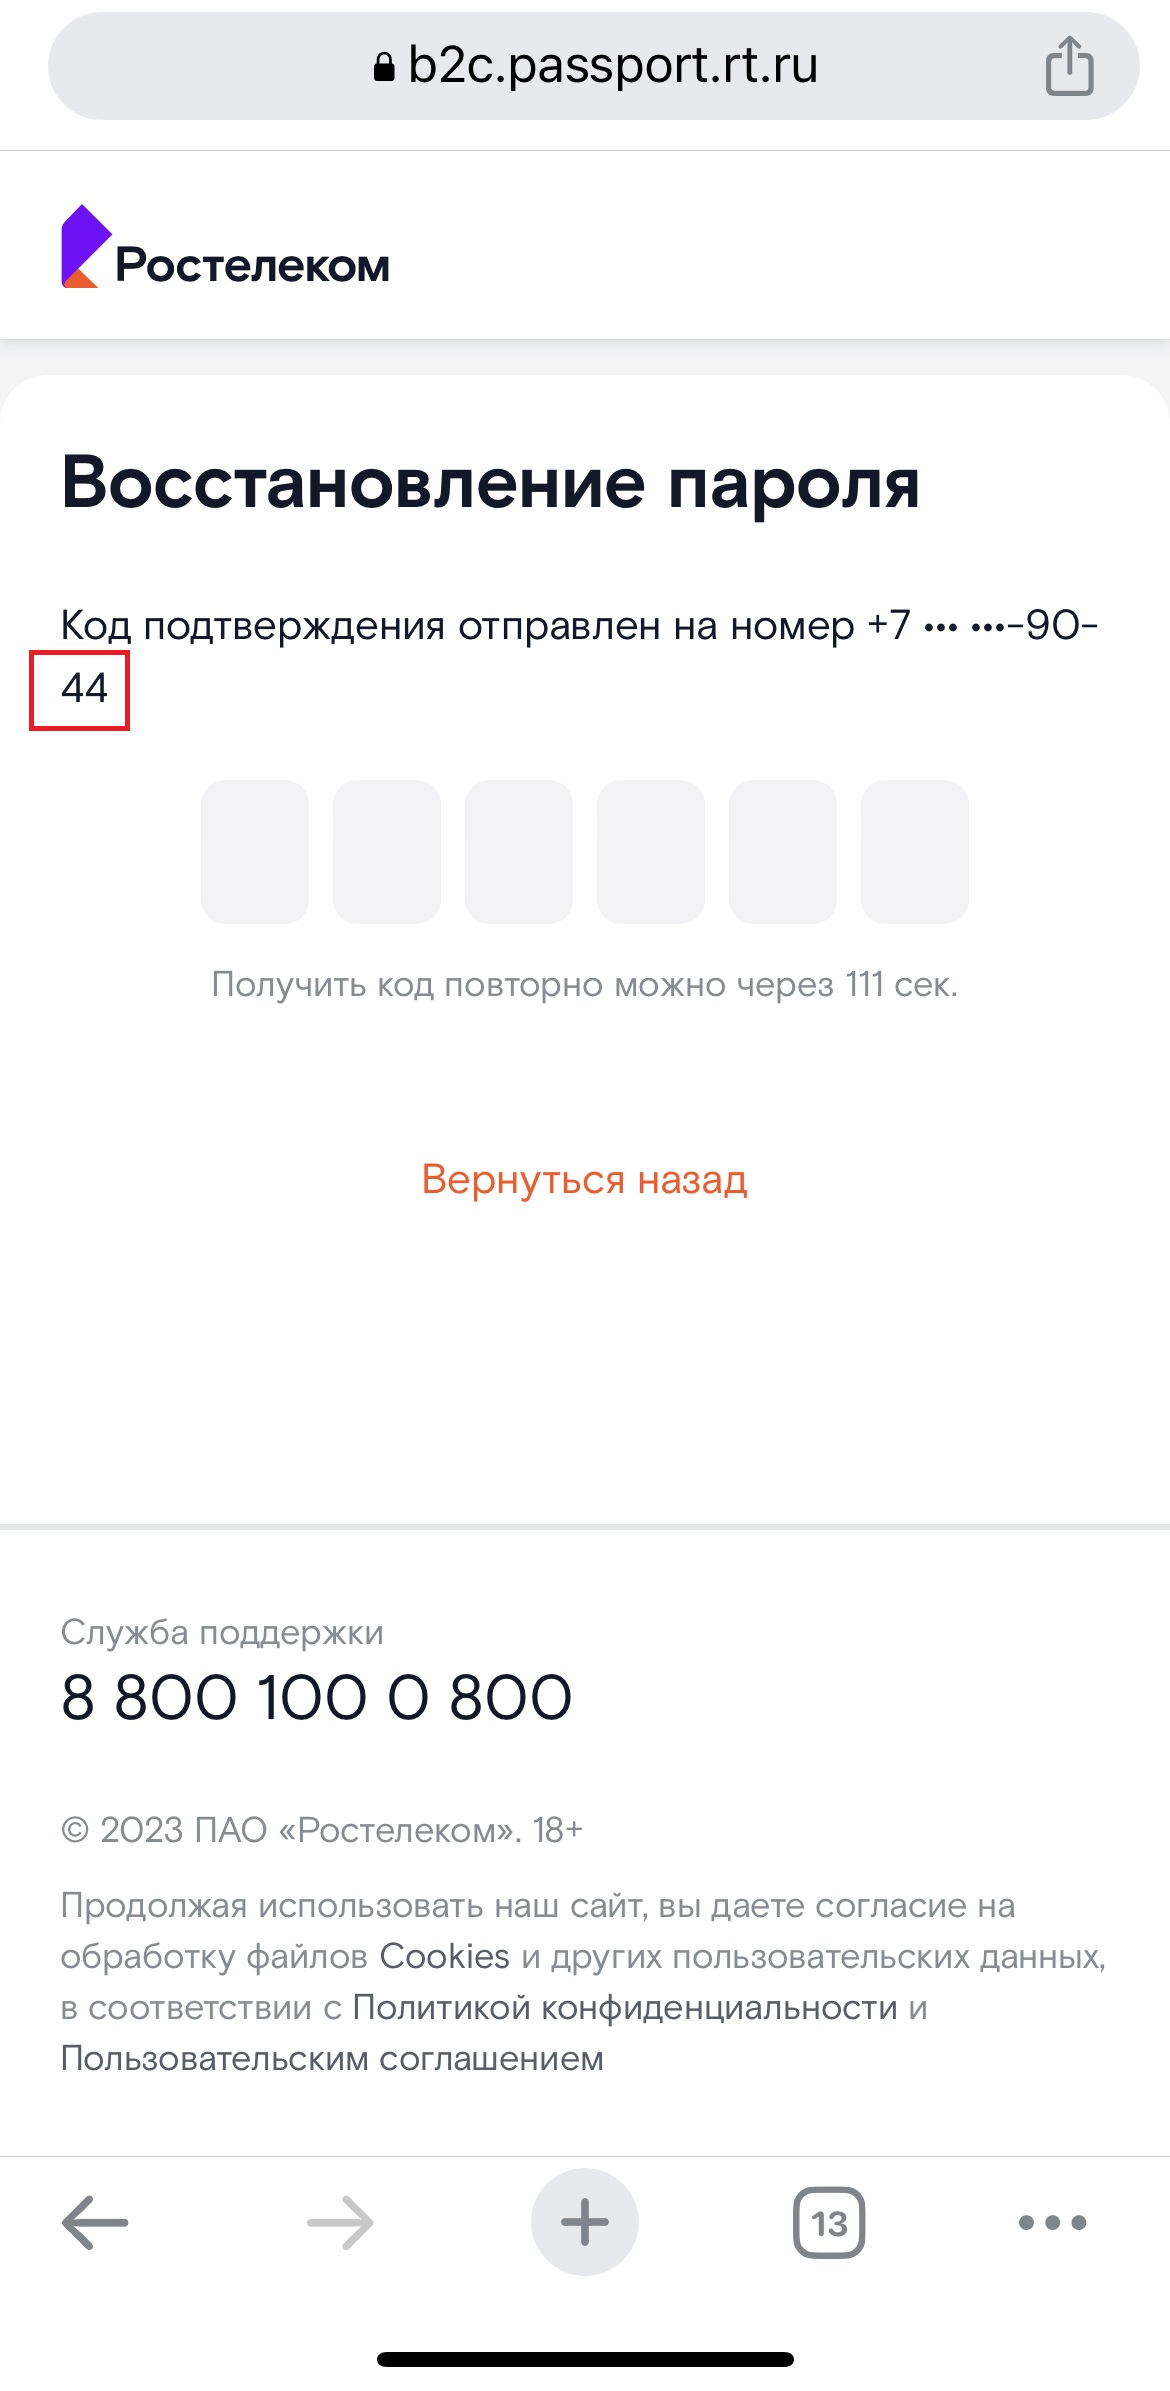 b2c.passport.rt.ru
Ростелеком
Восстановление пароля
Код подтверждения отправлен на номер +7 ••• •••-90-
44
Получить код повторно можно через 111 сек.
Вернуться назад
Служба поддержки
8 800 100 0 800
© 2023 ПАО «Ростелеком». 18+
Продолжая использовать наш сайт, вы даете согласие на
обработку файлов Cookies и других пользовательских данных,
в соответствии с Политикой конфиденциальности и
Пользовательским соглашением
13